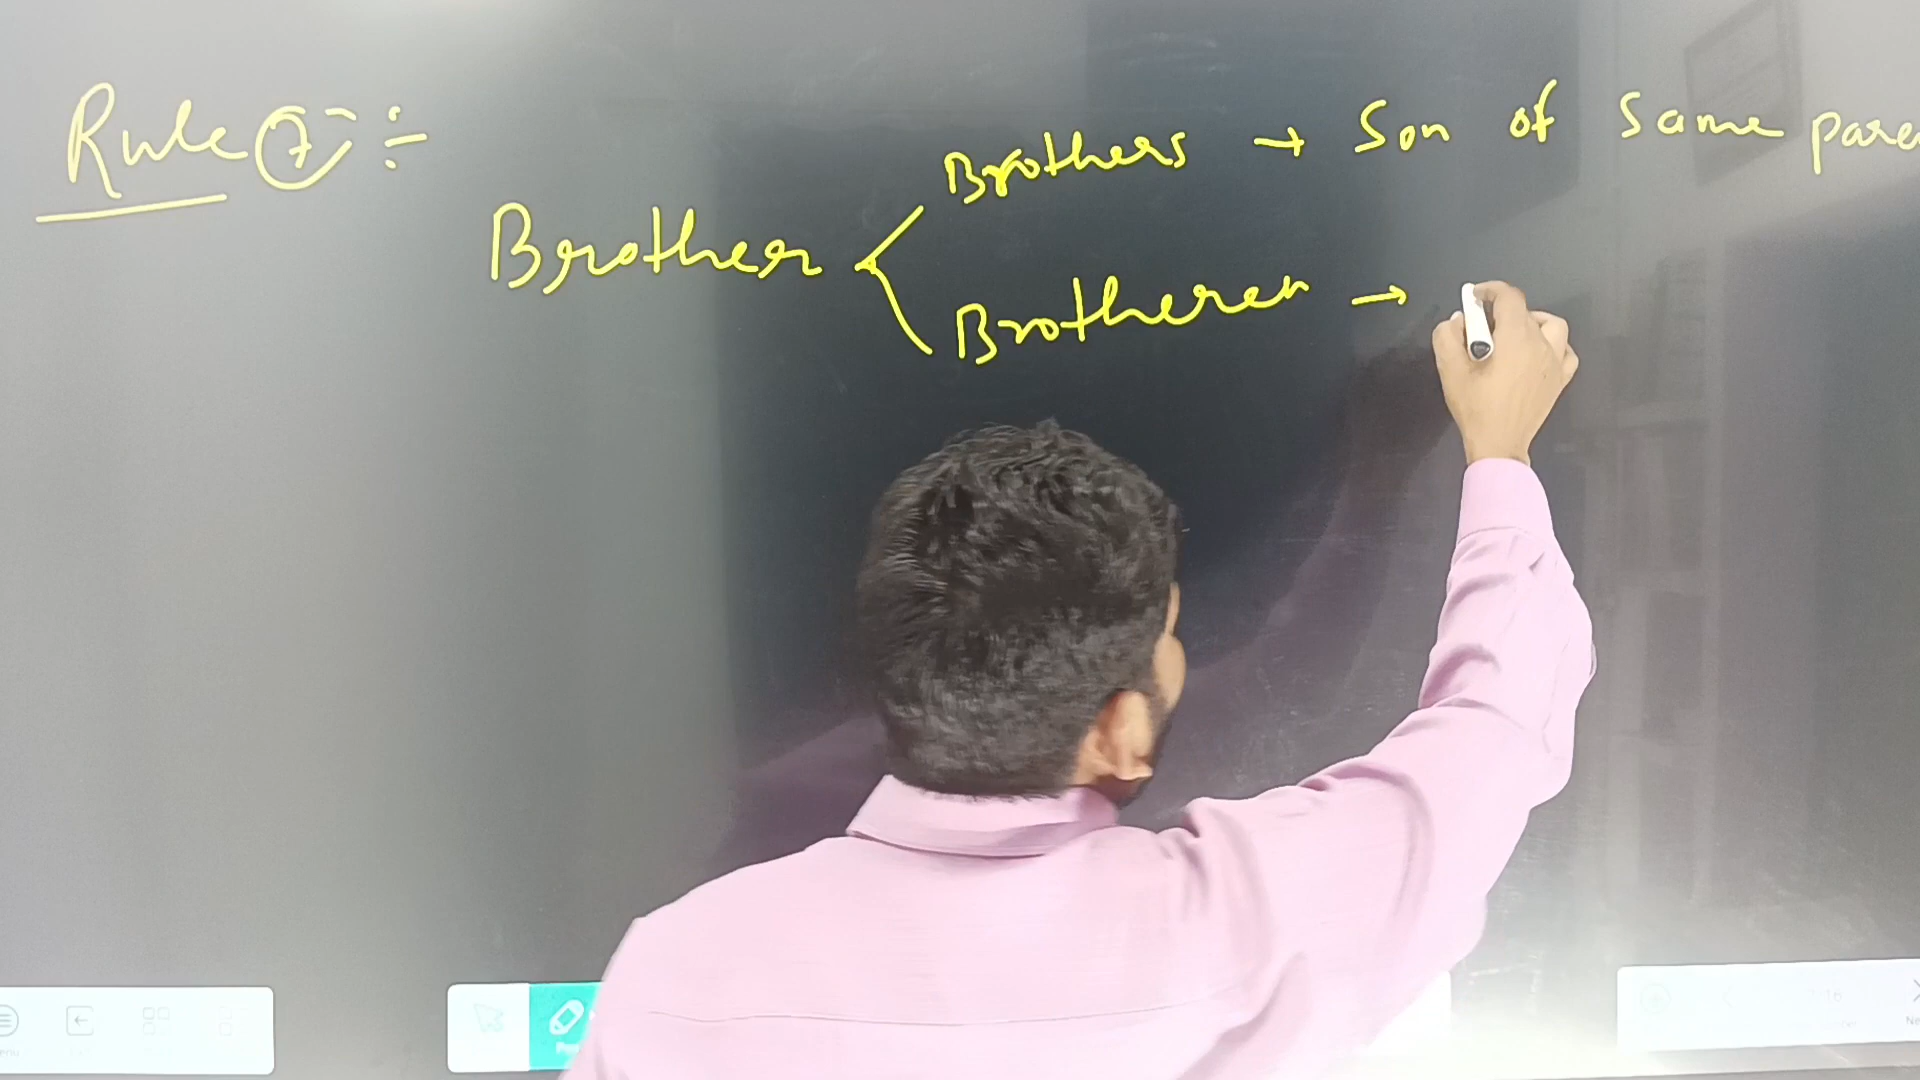 Rule 7 :-
Brothers → Son of Same pare
Brother
Brotheren →